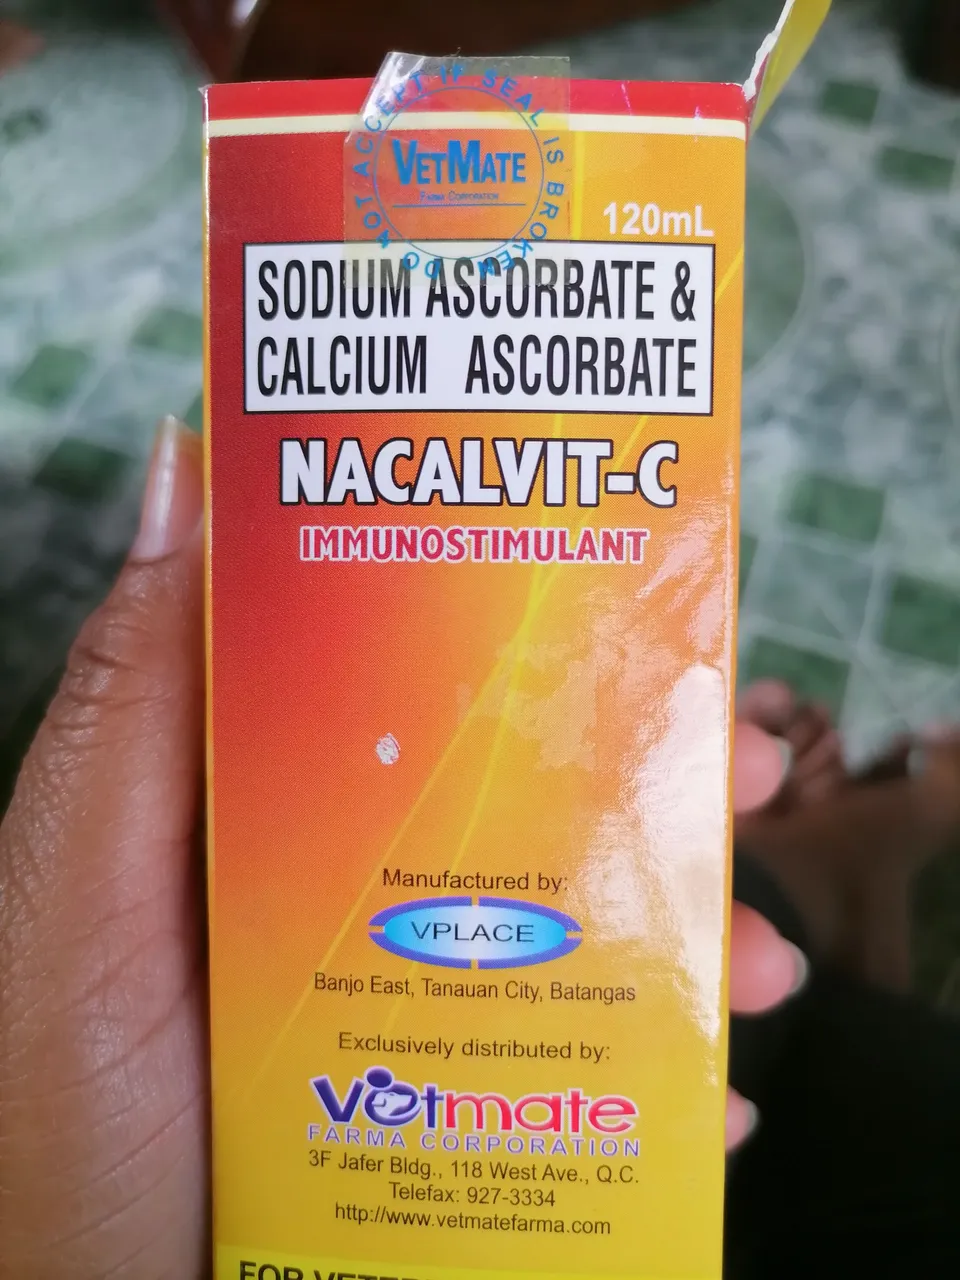 DO NOT ACCEPT IF SEAL IS BROKEN
VETMATE
FARMA CORPORATION
120mL
SODIUM ASCORBATE &
CALCIUM ASCORBATE
NACALVIT-C
IMMUNOSTIMULANT
Manufactured by:
VPLACE
Banjo East, Tanauan City, Batangas
Exclusively distributed by:
Vetmate
FARMA CORPORATION
3F Jafer Bldg., 118 West Ave., Q.C.
Telefax: 927-3334
http://www.vetmatefarma.com
FOR